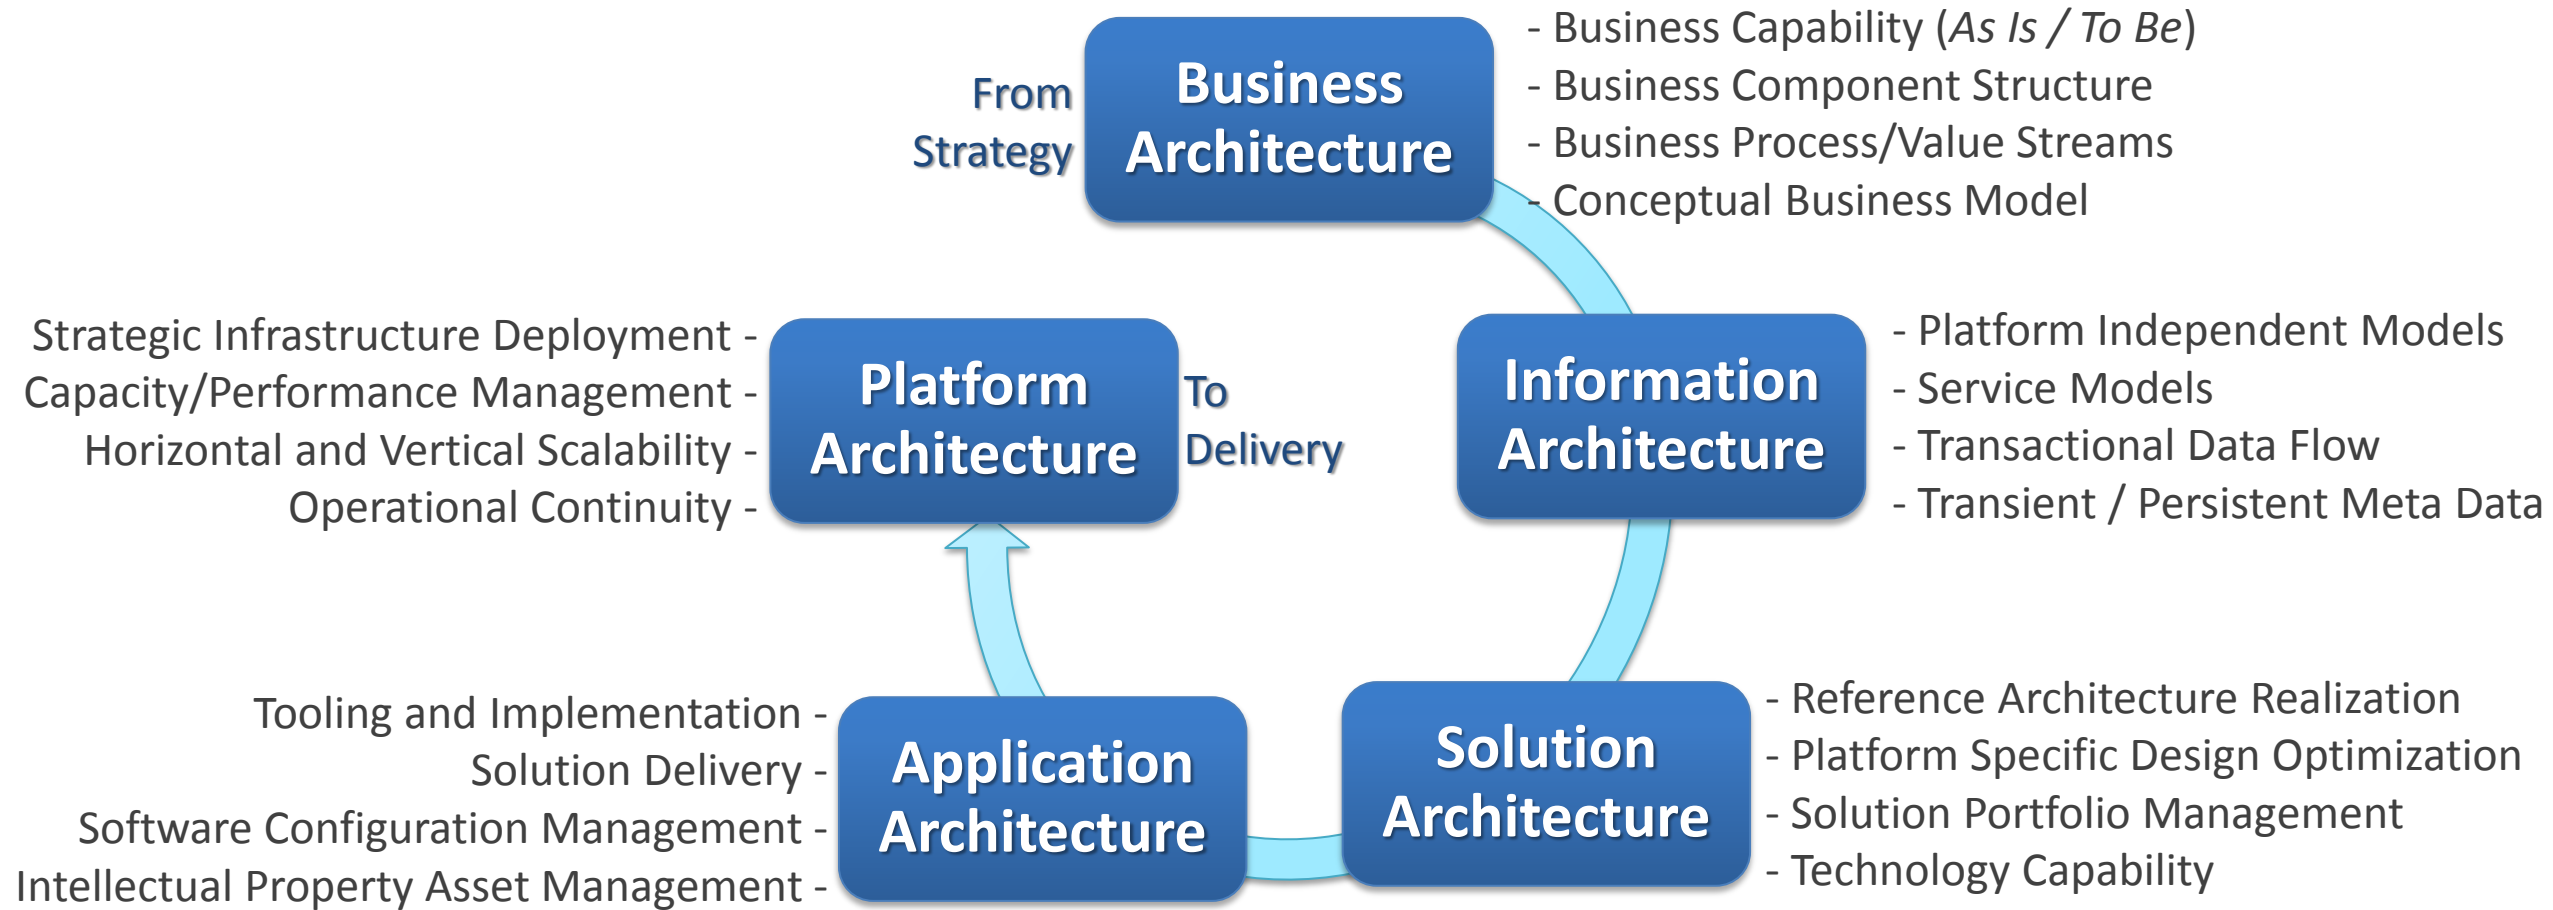 From
Strategy
Business
Architecture
- Business Capability (As Is / To Be)
- Business Component Structure
- Business Process/Value Streams
- Conceptual Business Model
Information
Architecture
- Platform Independent Models
- Service Models
- Transactional Data Flow
- Transient / Persistent Meta Data
Solution
Architecture
- Reference Architecture Realization
- Platform Specific Design Optimization
- Solution Portfolio Management
- Technology Capability
Tooling and Implementation -
Solution Delivery -
Software Configuration Management -
Intellectual Property Asset Management -
Application
Architecture
Strategic Infrastructure Deployment -
Capacity/Performance Management -
Horizontal and Vertical Scalability -
Operational Continuity -
Platform
Architecture
To
Delivery